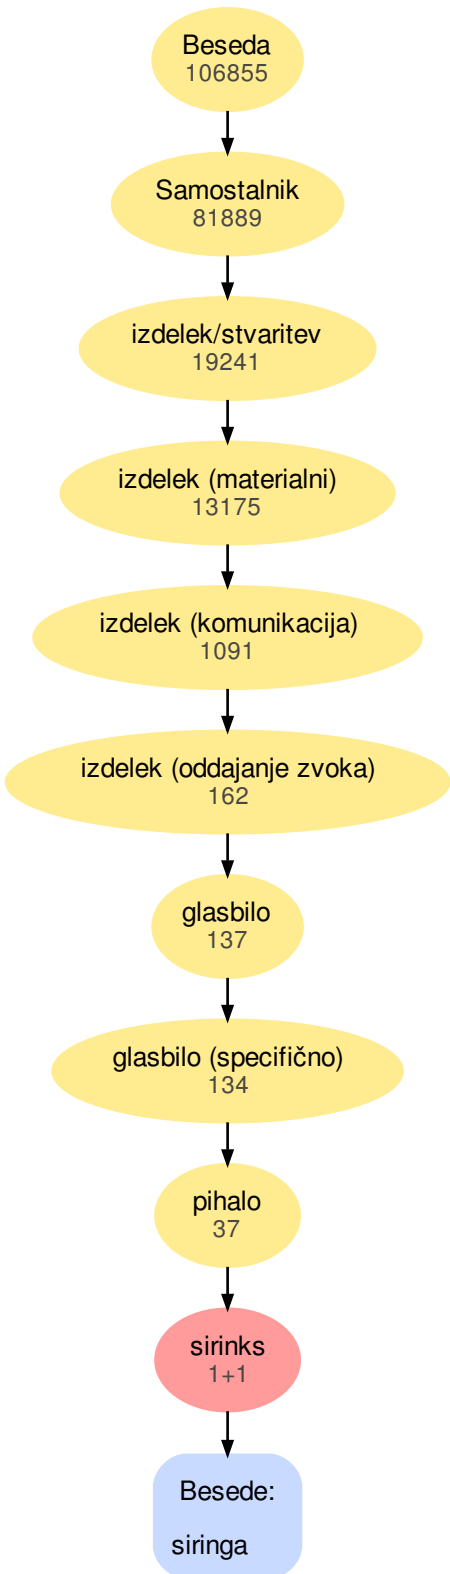 Beseda
106855
Samostalnik
81889
izdelek/stvaritev
19241
izdelek (materialni)
13175
izdelek (komunikacija)
1091
izdelek (oddajanje zvoka)
162
glasbilo
137
glasbilo (specifično)
134
pihalo
37
sirinks
1+1
Besede:
siringa